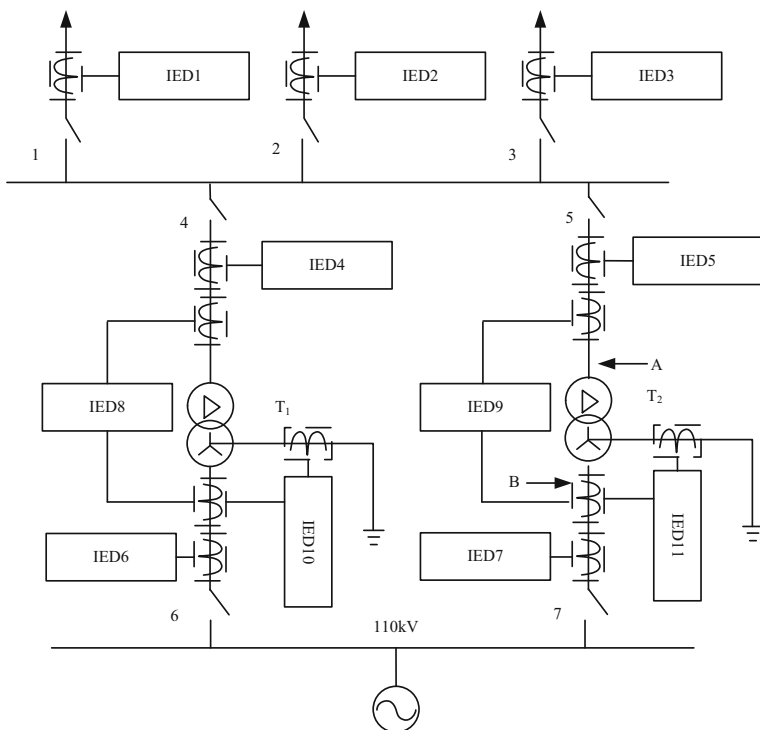 IED1
IED2
IED3
1
2
3
4
5
IED4
IED5
A
IED8
T1
IED9
T2
B
IED10
IED11
IED6
IED7
6
110kV
7